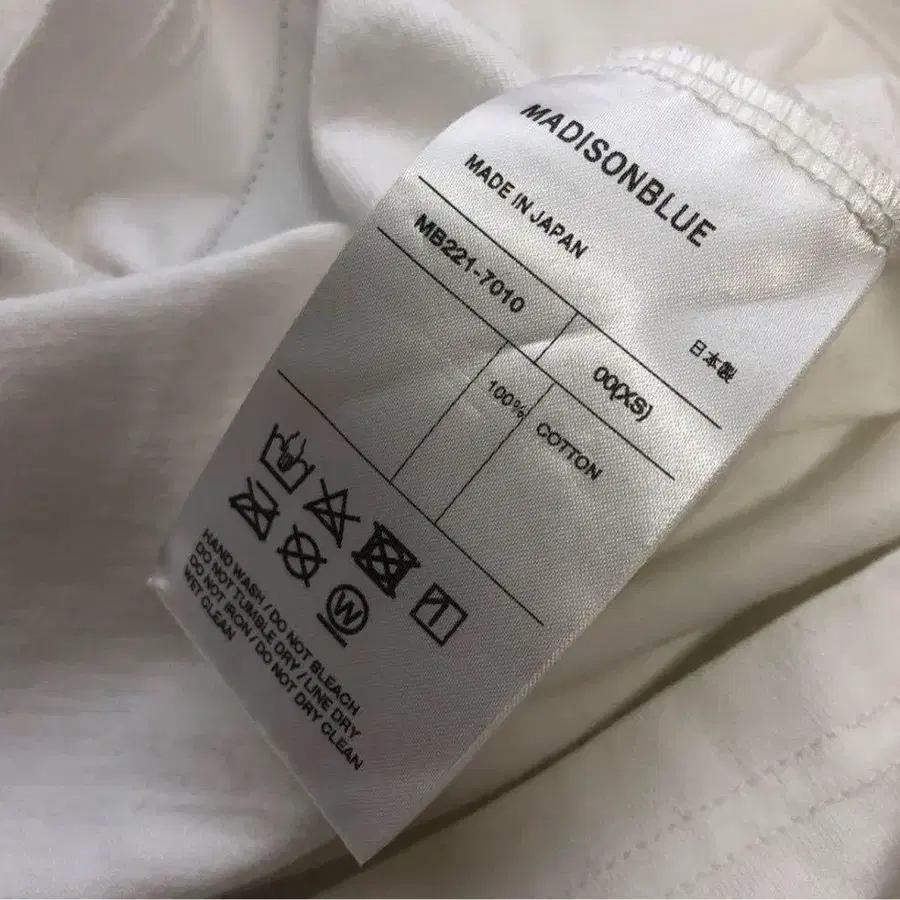 MADISONBLUE
MADE IN JAPAN
日本製
MB221-7010
00(XS)
100%
COTTON
W
HAND WASH / DO NOT BLEACH
DO NOT TUMBLE DRY / LINE DRY
DO NOT IRON / DO NOT DRY CLEAN
WET CLEAN